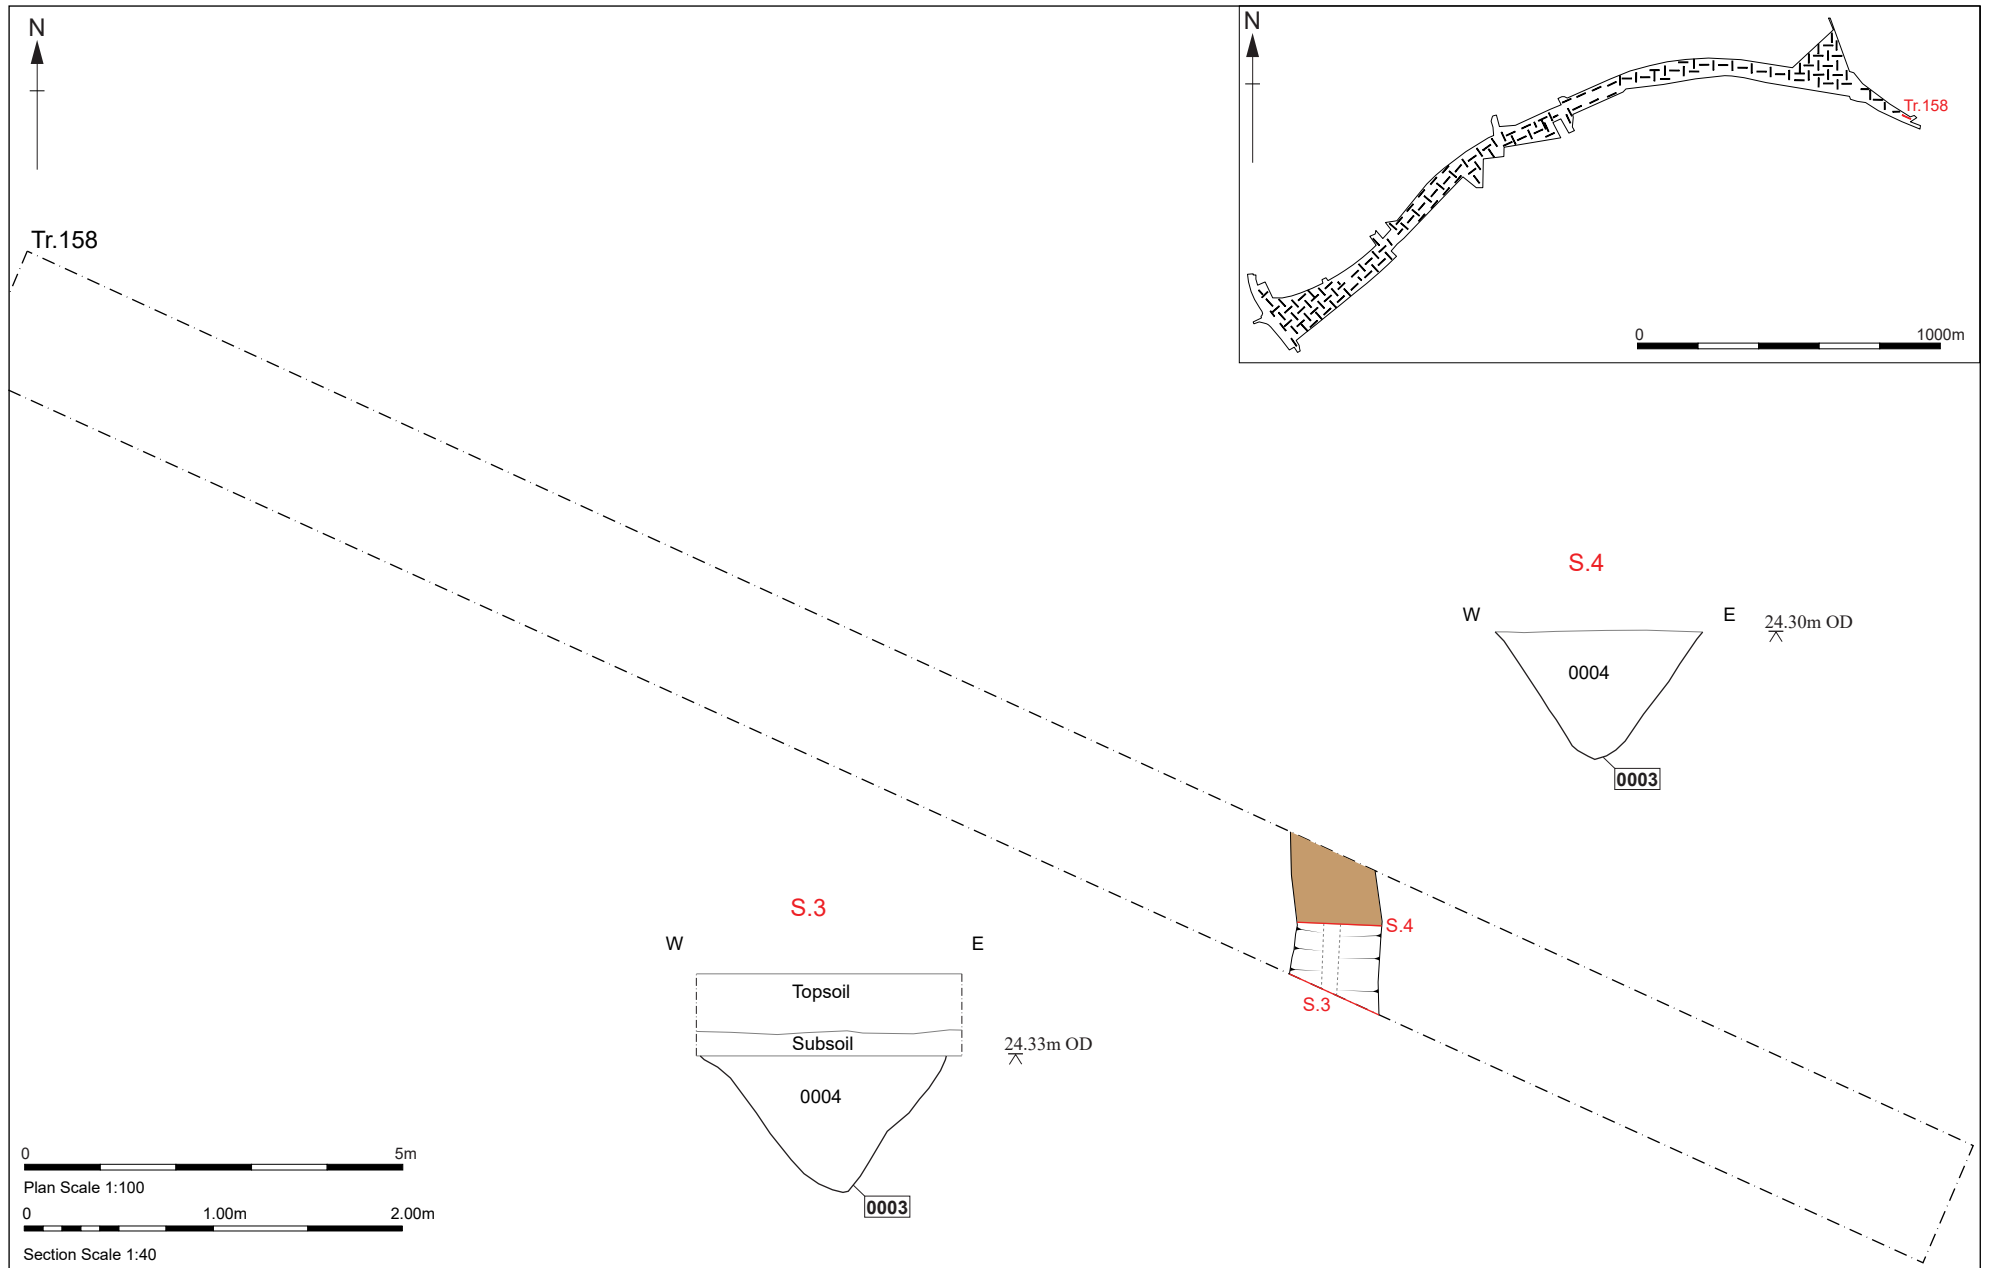 N
N
Tr.158
0 1000m
Tr.158
S.4
W E 24.30m OD
0004
0003
S.3
W E
Topsoil
Subsoil
24.33m OD
0004
0003
S.4
S.3
0 5m
Plan Scale 1:100
0 1.00m 2.00m
Section Scale 1:40